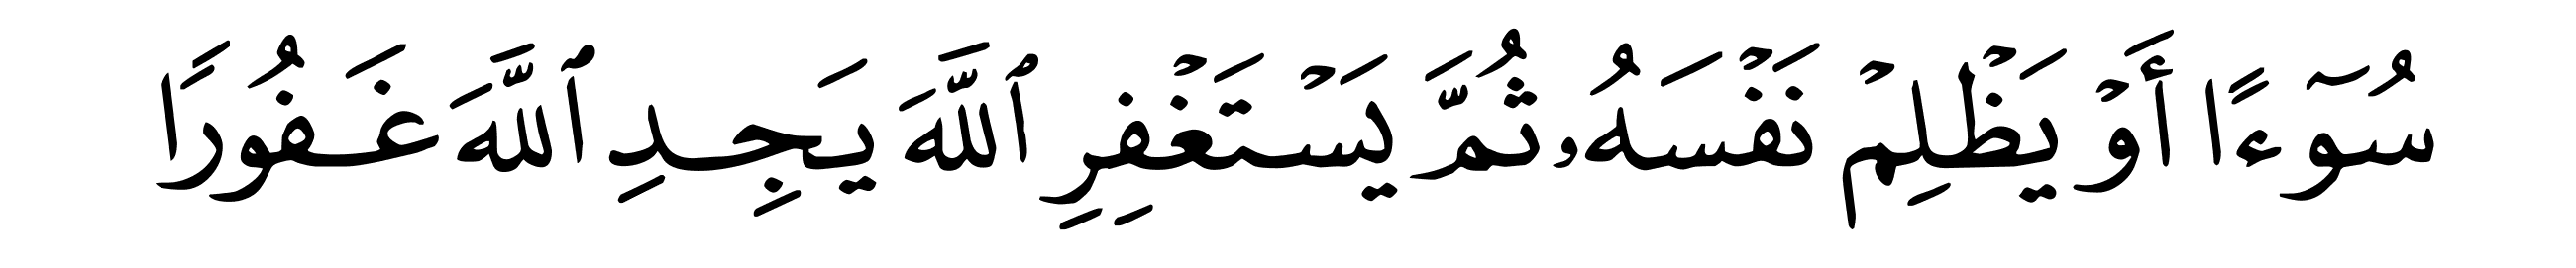 سُوٓءًا أَوۡ يَظۡلِمۡ نَفۡسَهُۥ ثُمَّ يَسۡتَغۡفِرِ ٱللَّهَ يَجِدِ ٱللَّهَ غَفُورًا